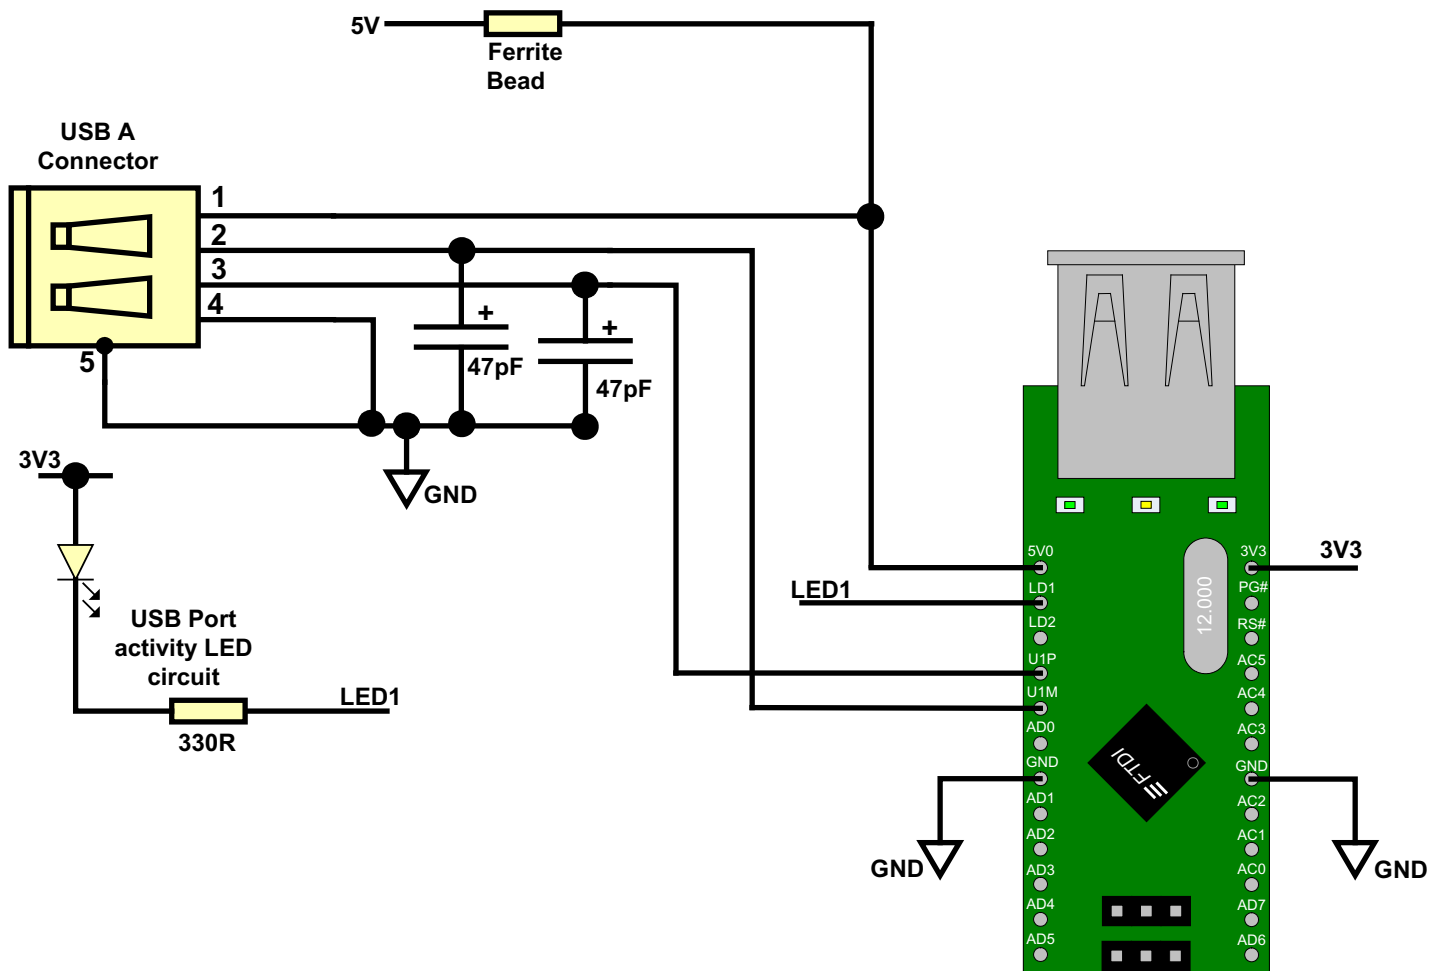 5V
Ferrite
Bead
USB A
Connector
1
2
3
4
5
+
47pF
+
47pF
GND
3V3
USB Port
activity LED
circuit
LED1
330R
LED1
3V3
GND
GND
5V0
LD1
LD2
U1P
U1M
AD0
GND
AD1
AD2
AD3
AD4
AD5
12.000
FTDI
3V3
PG#
RS#
AC5
AC4
AC3
GND
AC2
AC1
AC0
AD7
AD6